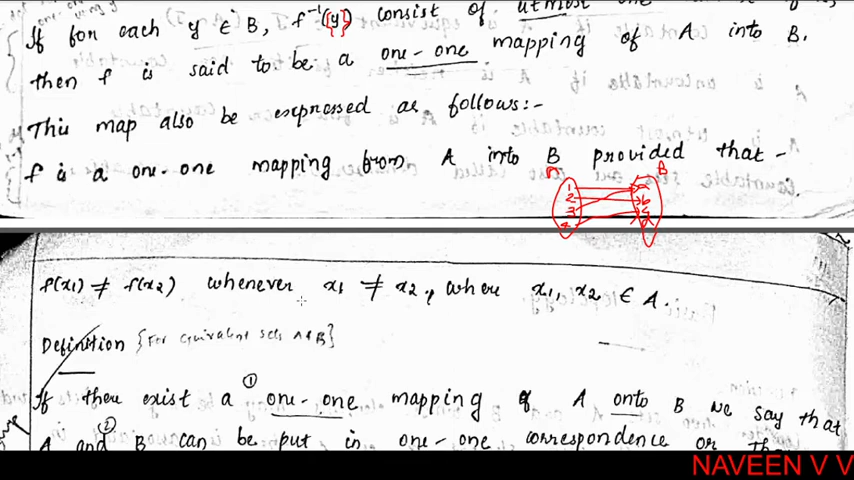 If for each y ∈ B, f⁻¹({y}) consist of atmost one
then f is said to be a one-one mapping of A into B.
This map also be expressed as follows:-
f is a one-one mapping from A into B provided that -
A B
1 a
2 b
3 c
4
f(x1) ≠ f(x2) whenever x1 ≠ x2, where x1, x2 ∈ A.
Definition {For equivalent sets A & B}
If there exist a ① one-one mapping of A onto B we say that
② A and B can be put in one-one correspondence or
NAVEEN V V